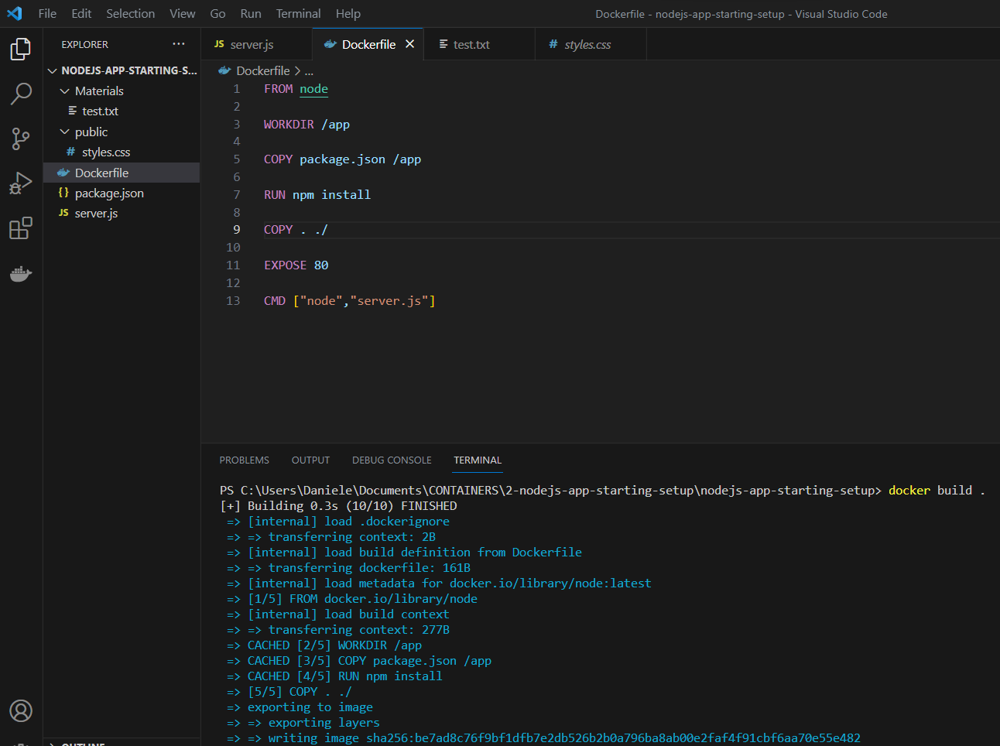 File Edit Selection View Go Run Terminal Help
Dockerfile - nodejs-app-starting-setup - Visual Studio Code
EXPLORER
NODEJS-APP-STARTING-S...
Materials
test.txt
public
styles.css
Dockerfile
{} package.json
JS server.js
JS server.js
Dockerfile
test.txt
# styles.css
Dockerfile > ...
1 FROM node
2
3 WORKDIR /app
4
5 COPY package.json /app
6
7 RUN npm install
8
9 COPY . ./
10
11 EXPOSE 80
12
13 CMD ["node","server.js"]
PROBLEMS OUTPUT DEBUG CONSOLE TERMINAL
PS C:\Users\Daniele\Documents\CONTAINERS\2-nodejs-app-starting-setup\nodejs-app-starting-setup> docker build .
[+] Building 0.3s (10/10) FINISHED
=> [internal] load .dockerignore
=> => transferring context: 2B
=> [internal] load build definition from Dockerfile
=> => transferring dockerfile: 161B
=> [internal] load metadata for docker.io/library/node:latest
=> [1/5] FROM docker.io/library/node
=> [internal] load build context
=> => transferring context: 277B
=> CACHED [2/5] WORKDIR /app
=> CACHED [3/5] COPY package.json /app
=> CACHED [4/5] RUN npm install
=> [5/5] COPY . ./
=> exporting to image
=> => exporting layers
=> => writing image sha256:be7ad8c76f9bf1dfb7e2db526b2b0a796ba8ab00e2faf4f91cbf6aa70e55e482
OUTLINE